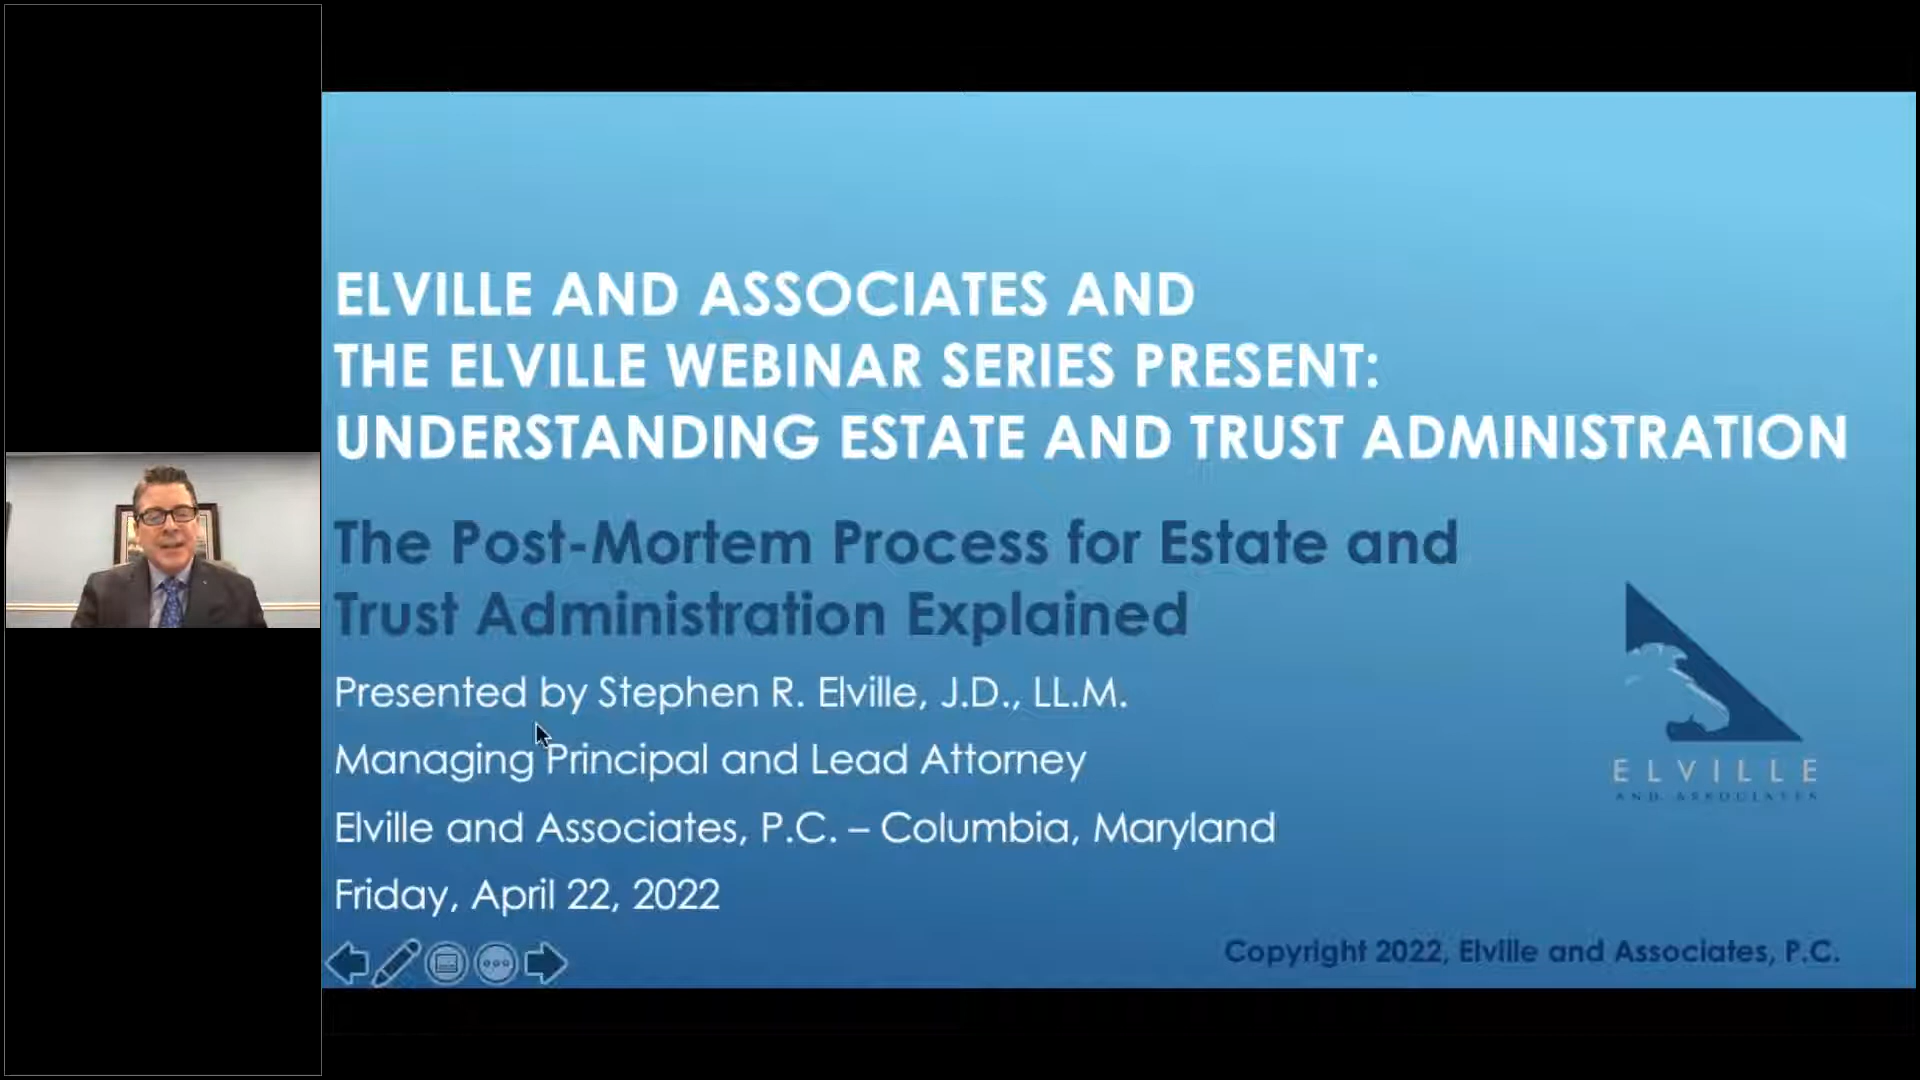 ELVILLE AND ASSOCIATES AND
THE ELVILLE WEBINAR SERIES PRESENT:
UNDERSTANDING ESTATE AND TRUST ADMINISTRATION
The Post-Mortem Process for Estate and
Trust Administration Explained
Presented by Stephen R. Elville, J.D., LL.M.
Managing Principal and Lead Attorney
Elville and Associates, P.C. – Columbia, Maryland
Friday, April 22, 2022
ELVILLE
AND ASSOCIATES
Copyright 2022, Elville and Associates, P.C.